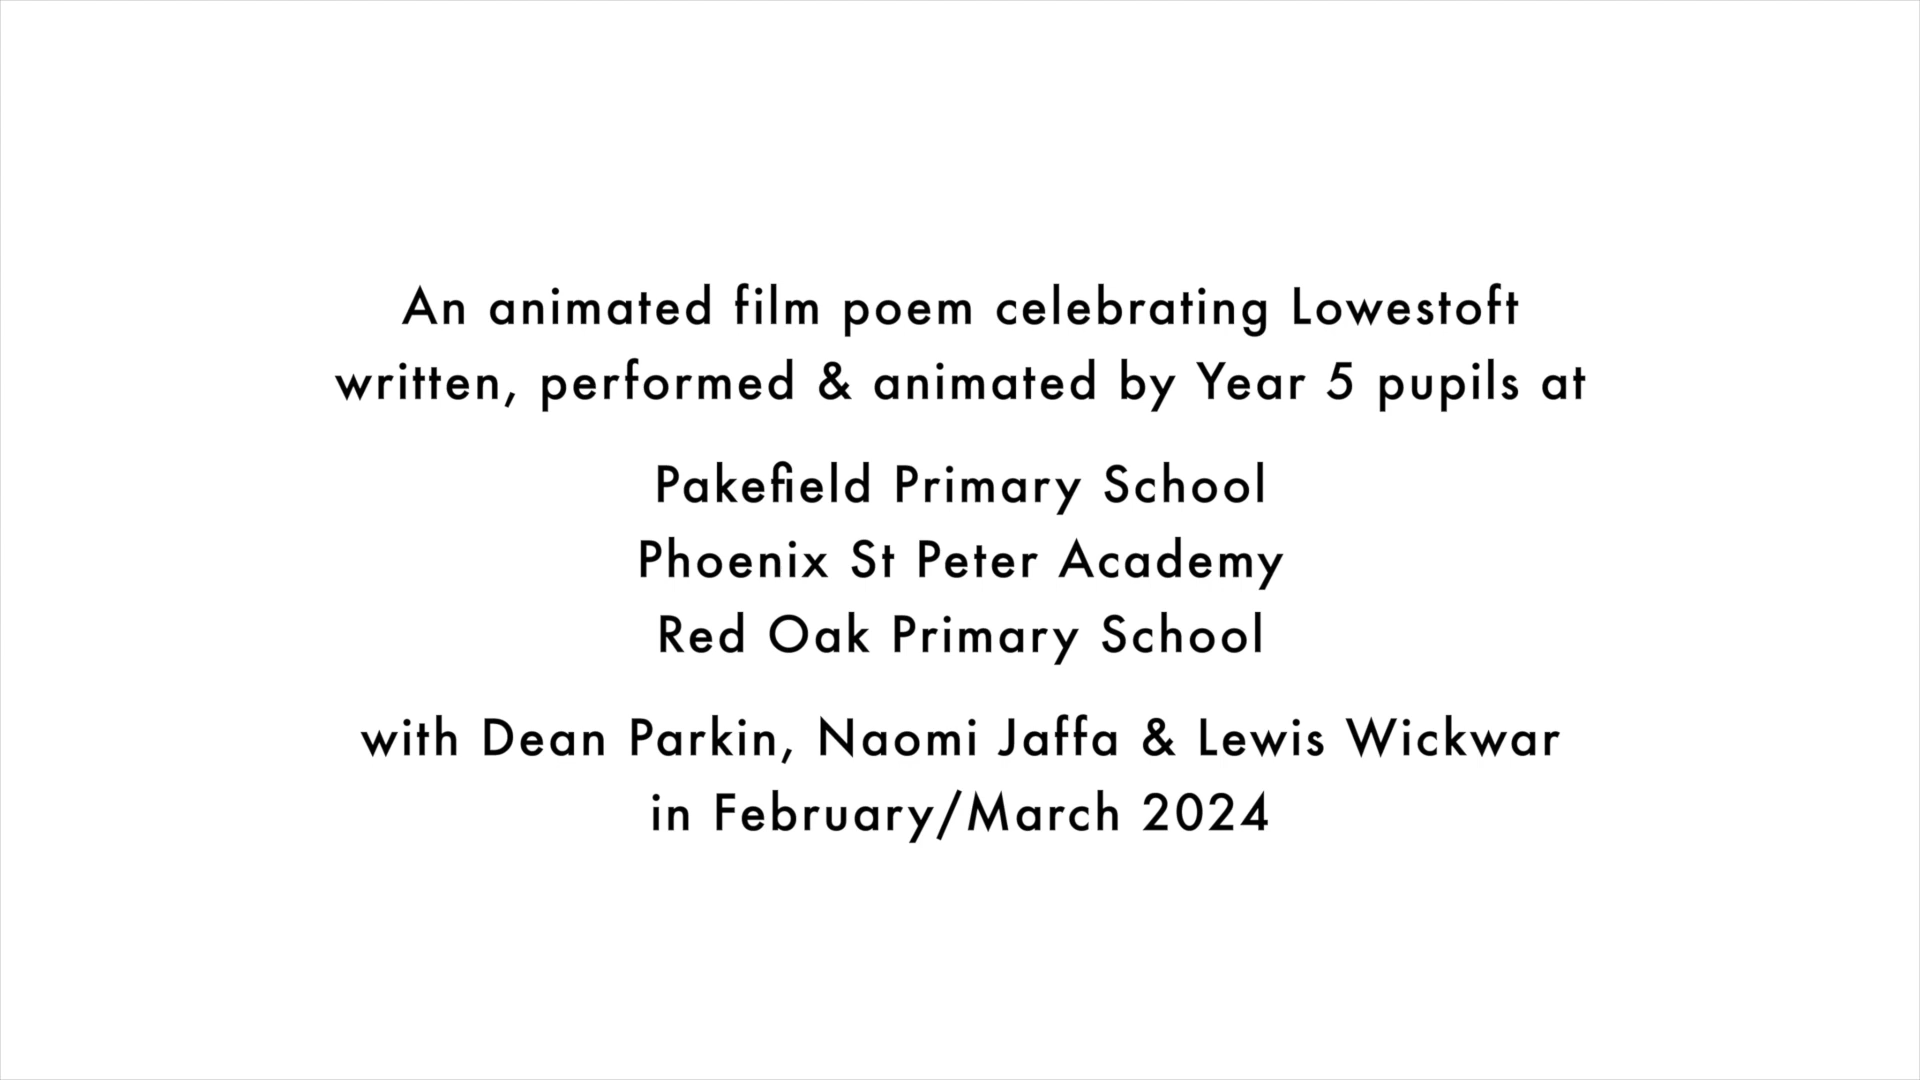 An animated film poem celebrating Lowestoft
written, performed & animated by Year 5 pupils at
Pakefield Primary School
Phoenix St Peter Academy
Red Oak Primary School
with Dean Parkin, Naomi Jaffa & Lewis Wickwar
in February/March 2024